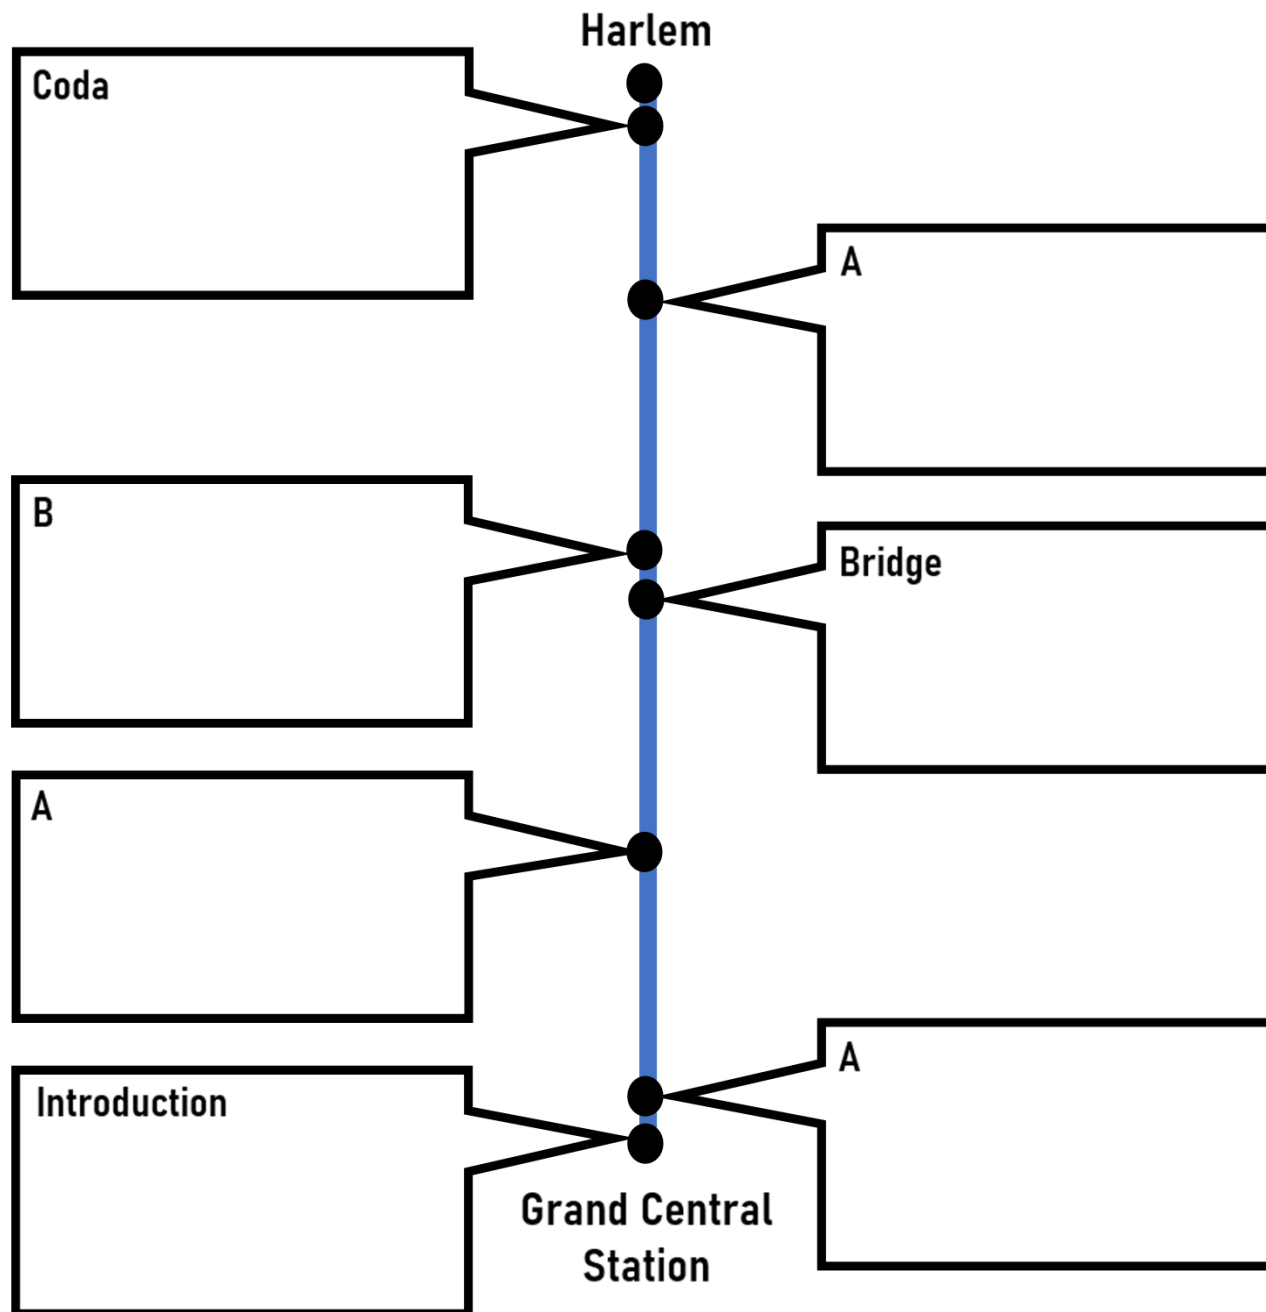 Harlem
Coda
A
B
Bridge
A
A
Introduction
Grand Central
Station